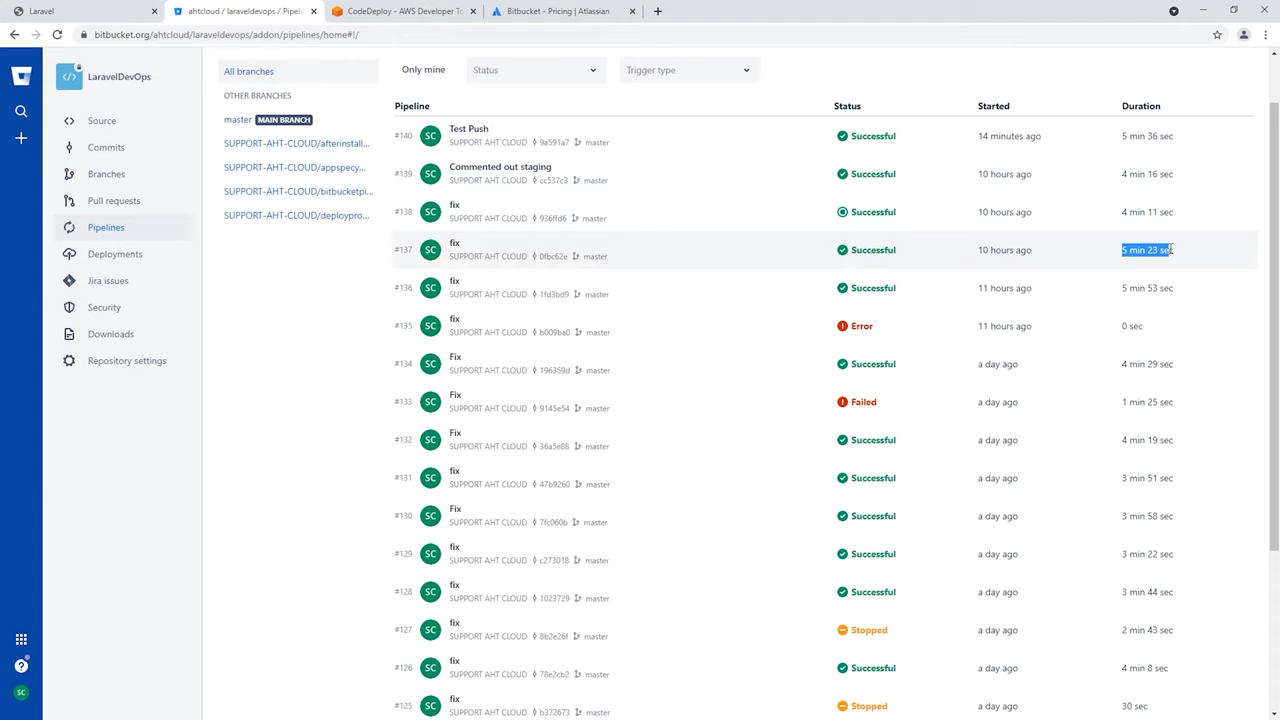 Laravel
ahtcloud / laraveldevops / Pipelin
CodeDeploy - AWS Developer To
Bitbucket - Pricing | Atlassian
bitbucket.org/ahtcloud/laraveldevops/addon/pipelines/home#!/
LaravelDevOps
Source
Commits
Branches
Pull requests
Pipelines
Deployments
Jira issues
Security
Downloads
Repository settings
All branches
OTHER BRANCHES
master MAIN BRANCH
SUPPORT-AHT-CLOUD/afterinstall...
SUPPORT-AHT-CLOUD/appspecy...
SUPPORT-AHT-CLOUD/bitbucketpi...
SUPPORT-AHT-CLOUD/deploypro...
Only mine Status Trigger type
Pipeline Status Started Duration
#140 SC Test Push Successful 14 minutes ago 5 min 36 sec
SUPPORT AHT CLOUD 9a591a7 master
#139 SC Commented out staging Successful 10 hours ago 4 min 16 sec
SUPPORT AHT CLOUD cc537c3 master
#138 SC fix Successful 10 hours ago 4 min 11 sec
SUPPORT AHT CLOUD 936ffd6 master
#137 SC fix Successful 10 hours ago 5 min 23 sec
SUPPORT AHT CLOUD 0fbc62e master
#136 SC fix Successful 11 hours ago 5 min 53 sec
SUPPORT AHT CLOUD 1fd3bd9 master
#135 SC fix Error 11 hours ago 0 sec
SUPPORT AHT CLOUD b009ba0 master
#134 SC Fix Successful a day ago 4 min 29 sec
SUPPORT AHT CLOUD 196359d master
#133 SC Fix Failed a day ago 1 min 25 sec
SUPPORT AHT CLOUD 9145e54 master
#132 SC Fix Successful a day ago 4 min 19 sec
SUPPORT AHT CLOUD 36a5e88 master
#131 SC fix Successful a day ago 3 min 51 sec
SUPPORT AHT CLOUD 47b9260 master
#130 SC Fix Successful a day ago 3 min 58 sec
SUPPORT AHT CLOUD 7fc060b master
#129 SC fix Successful a day ago 3 min 22 sec
SUPPORT AHT CLOUD c273018 master
#128 SC fix Successful a day ago 3 min 44 sec
SUPPORT AHT CLOUD 1023729 master
#127 SC fix Stopped a day ago 2 min 43 sec
SUPPORT AHT CLOUD 8b2e26f master
#126 SC fix Successful a day ago 4 min 8 sec
SUPPORT AHT CLOUD 78e2cb2 master
#125 SC fix Stopped a day ago 30 sec
SUPPORT AHT CLOUD b372673 master
SC